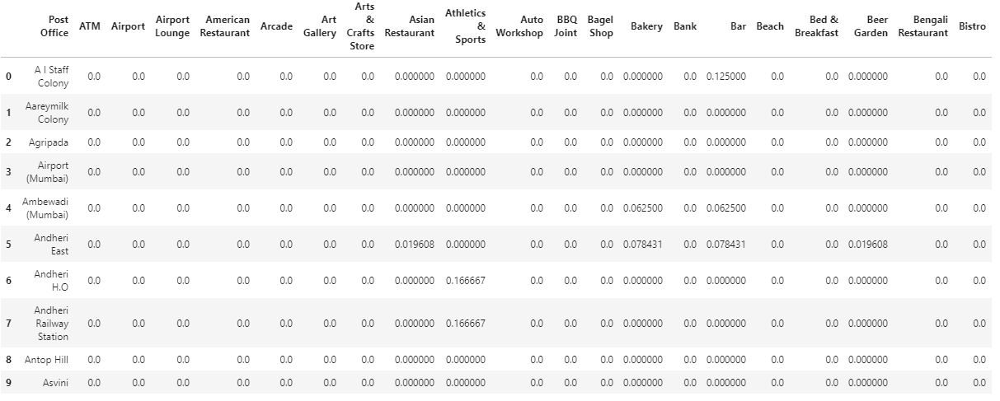 Post Office ATM Airport Airport Lounge American Restaurant Arcade Art Gallery Arts & Crafts Store Asian Restaurant Athletics & Sports Auto Workshop BBQ Joint Bagel Shop Bakery Bank Bar Beach Bed & Breakfast Beer Garden Bengali Restaurant Bistro
0 A I Staff Colony 0.0 0.0 0.0 0.0 0.0 0.0 0.0 0.000000 0.000000 0.0 0.0 0.0 0.000000 0.0 0.125000 0.0 0.0 0.000000 0.0 0.0
1 Aareymilk Colony 0.0 0.0 0.0 0.0 0.0 0.0 0.0 0.000000 0.000000 0.0 0.0 0.0 0.000000 0.0 0.000000 0.0 0.0 0.000000 0.0 0.0
2 Agripada 0.0 0.0 0.0 0.0 0.0 0.0 0.0 0.000000 0.000000 0.0 0.0 0.0 0.000000 0.0 0.000000 0.0 0.0 0.000000 0.0 0.0
3 Airport (Mumbai) 0.0 0.0 0.0 0.0 0.0 0.0 0.0 0.000000 0.000000 0.0 0.0 0.0 0.000000 0.0 0.000000 0.0 0.0 0.000000 0.0 0.0
4 Ambewadi (Mumbai) 0.0 0.0 0.0 0.0 0.0 0.0 0.0 0.000000 0.000000 0.0 0.0 0.0 0.062500 0.0 0.062500 0.0 0.0 0.000000 0.0 0.0
5 Andheri East 0.0 0.0 0.0 0.0 0.0 0.0 0.0 0.019608 0.000000 0.0 0.0 0.0 0.078431 0.0 0.078431 0.0 0.0 0.019608 0.0 0.0
6 Andheri H.O 0.0 0.0 0.0 0.0 0.0 0.0 0.0 0.000000 0.166667 0.0 0.0 0.0 0.000000 0.0 0.000000 0.0 0.0 0.000000 0.0 0.0
7 Andheri Railway Station 0.0 0.0 0.0 0.0 0.0 0.0 0.0 0.000000 0.166667 0.0 0.0 0.0 0.000000 0.0 0.000000 0.0 0.0 0.000000 0.0 0.0
8 Antop Hill 0.0 0.0 0.0 0.0 0.0 0.0 0.0 0.000000 0.000000 0.0 0.0 0.0 0.000000 0.0 0.000000 0.0 0.0 0.000000 0.0 0.0
9 Asvini 0.0 0.0 0.0 0.0 0.0 0.0 0.0 0.000000 0.000000 0.0 0.0 0.0 0.000000 0.0 0.000000 0.0 0.0 0.000000 0.0 0.0